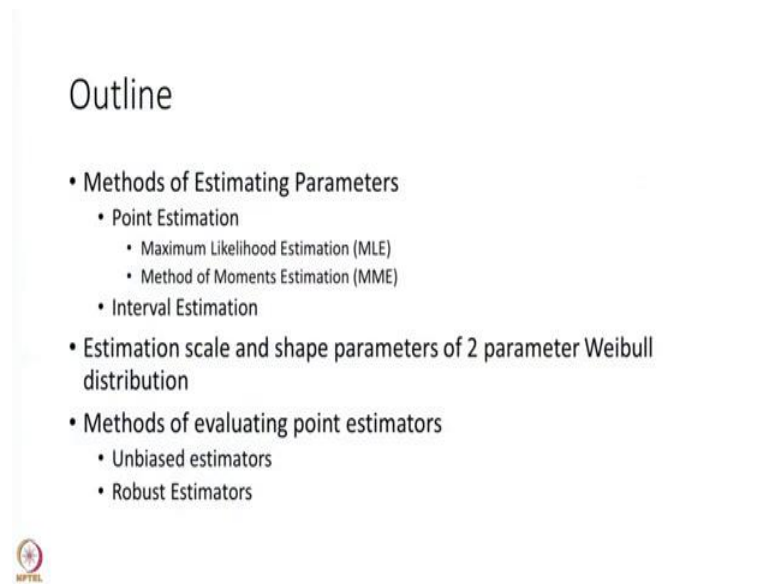 Outline
• Methods of Estimating Parameters
• Point Estimation
• Maximum Likelihood Estimation (MLE)
• Method of Moments Estimation (MME)
• Interval Estimation
• Estimation scale and shape parameters of 2 parameter Weibull
distribution
• Methods of evaluating point estimators
• Unbiased estimators
• Robust Estimators
NPTEL